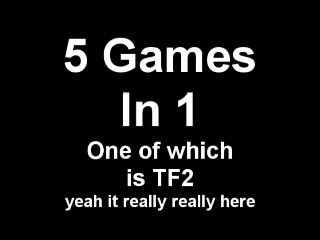 5 Games
In 1
One of which
is TF2
yeah it really really here